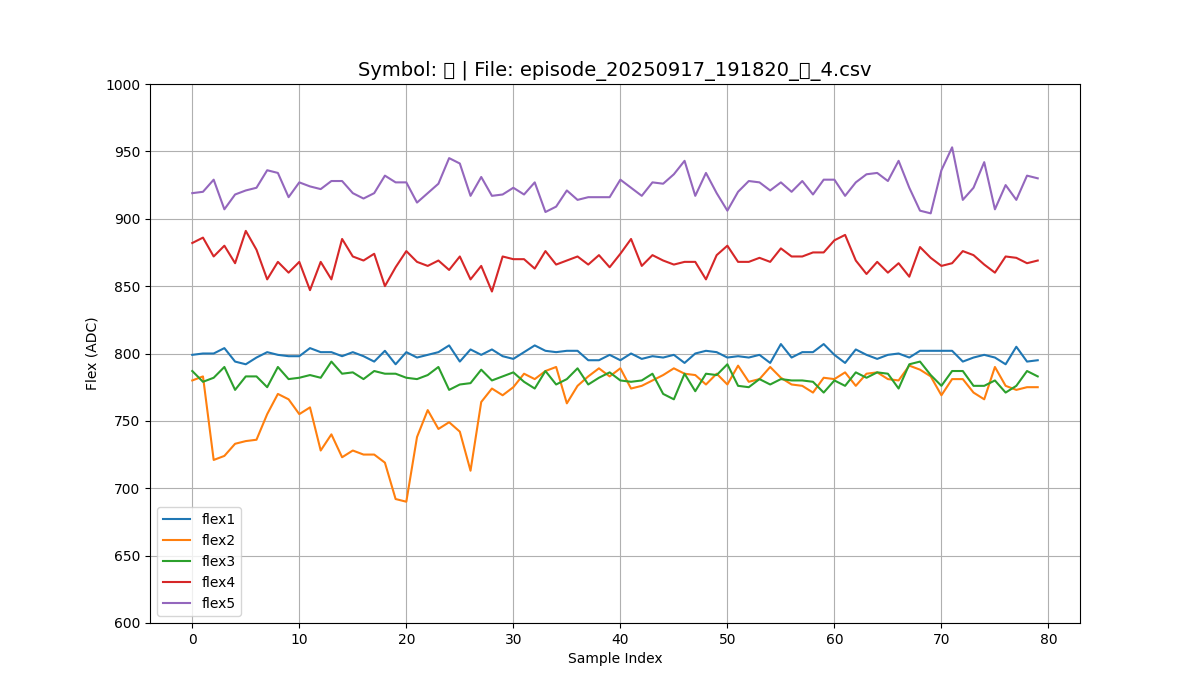 Symbol: | File: episode_20250917_191820_ _4.csv
1000
950
900
850
800
750
700
650
600
Flex (ADC)
flex1
flex2
flex3
flex4
flex5
0 10 20 30 40 50 60 70 80
Sample Index